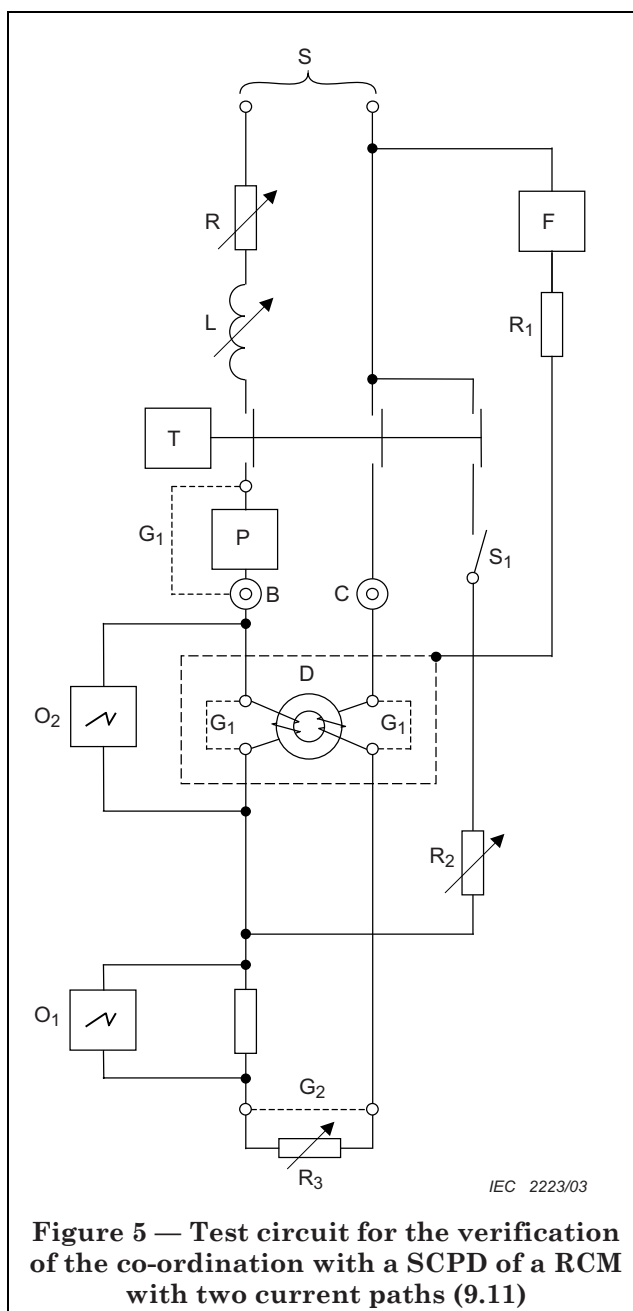 S
R
F
R1
L
T
G1
P
S1
B
C
D
O2
G1
G1
R2
O1
G2
R3
IEC 2223/03
Figure 5 — Test circuit for the verification
of the co-ordination with a SCPD of a RCM
with two current paths (9.11)